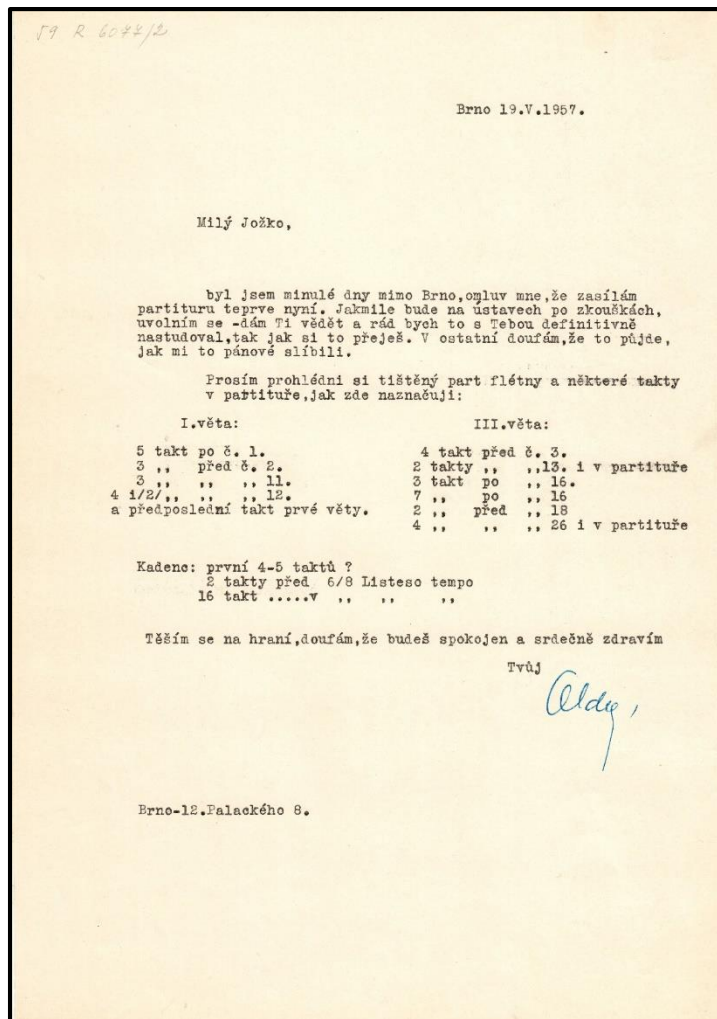 59 R 6077/2
Brno 19.V.1957.
Milý Jožko,
byl jsem minulé dny mimo Brno,omluv mne,že zasílám
partituru teprve nyní. Jakmile bude na ústavech po zkouškách,
uvolním se -dám Ti vědět a rád bych to s Tebou definitivně
nastudoval,tak jak si to přeješ. V ostatní doufám,že to půjde,
jak mi to pánové slíbili.
Prosím prohlédni si tištěný part flétny a některé takty
v partituře,jak zde naznačuji:
I.věta: III.věta:
5 takt po č. 1. 4 takt před č. 3.
3 ,, před č. 2. 2 takty ,, ,,13. i v partituře
3 ,, ,, ,, 11. 3 takt po ,, 16.
4 i/2/,, ,, ,, 12. 7 ,, po ,, 16
a předposlední takt prvé věty. 2 ,, před ,, 18
4 ,, ,, ,, 26 i v partituře
Kadenc: první 4-5 taktů ?
2 takty před 6/8 Listeso tempo
16 takt .....v ,, ,, ,,
Těším se na hraní,doufám,že budeš spokojen a srdečně zdravím
Tvůj
Brno-12.Palackého 8.